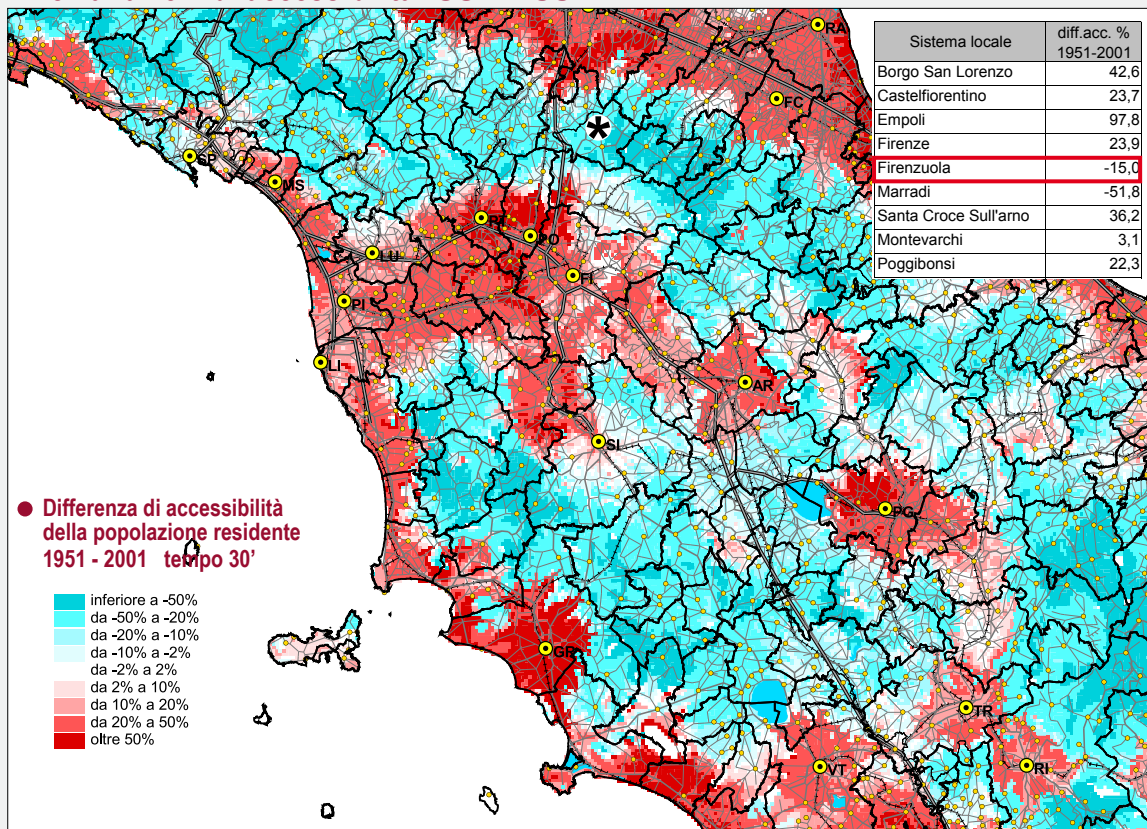 RA
Sistema locale diff.acc. % 1951-2001
Borgo San Lorenzo 42,6
Castelfiorentino 23,7
Empoli 97,8
Firenze 23,9
Firenzuola -15,0
Marradi -51,8
Santa Croce Sull'arno 36,2
Montevarchi 3,1
Poggibonsi 22,3
FC
*
SP
MS
PT
PO
LU
FI
PI
LI
AR
SI
PG
● Differenza di accessibilità
della popolazione residente
1951 - 2001 tempo 30'
inferiore a -50%
da -50% a -20%
da -20% a -10%
da -10% a -2%
da -2% a 2%
da 2% a 10%
da 10% a 20%
da 20% a 50%
oltre 50%
GR
TR
VT
RI